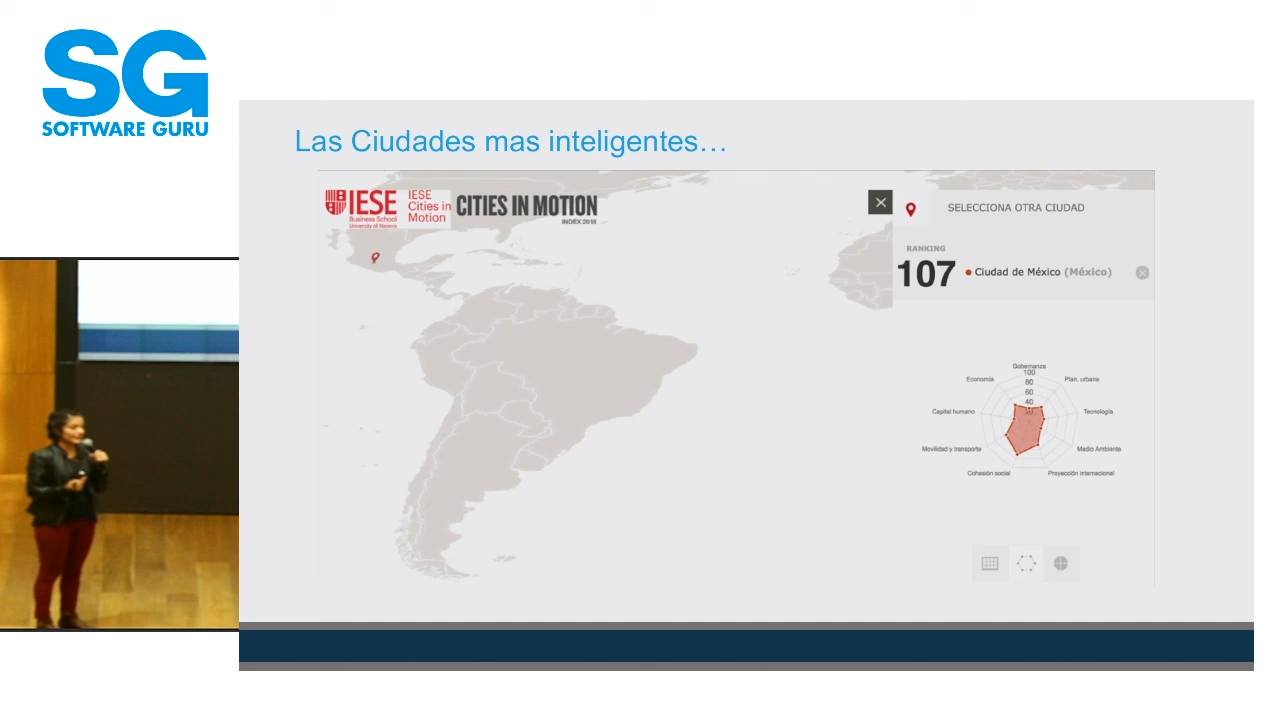 SG
SOFTWARE GURU
Las Ciudades mas inteligentes…
IESE
Business School
University of Navarra
IESE
Cities in
Motion
CITIES IN MOTION
INDEX 2018
SELECCIONA OTRA CIUDAD
RANKING
107
Ciudad de México (México)
Gobernanza
100
80
60
40
20
Economía
Plan. urbana
Capital humano
Tecnología
Movilidad y transporte
Medio Ambiente
Cohesión social
Proyección internacional